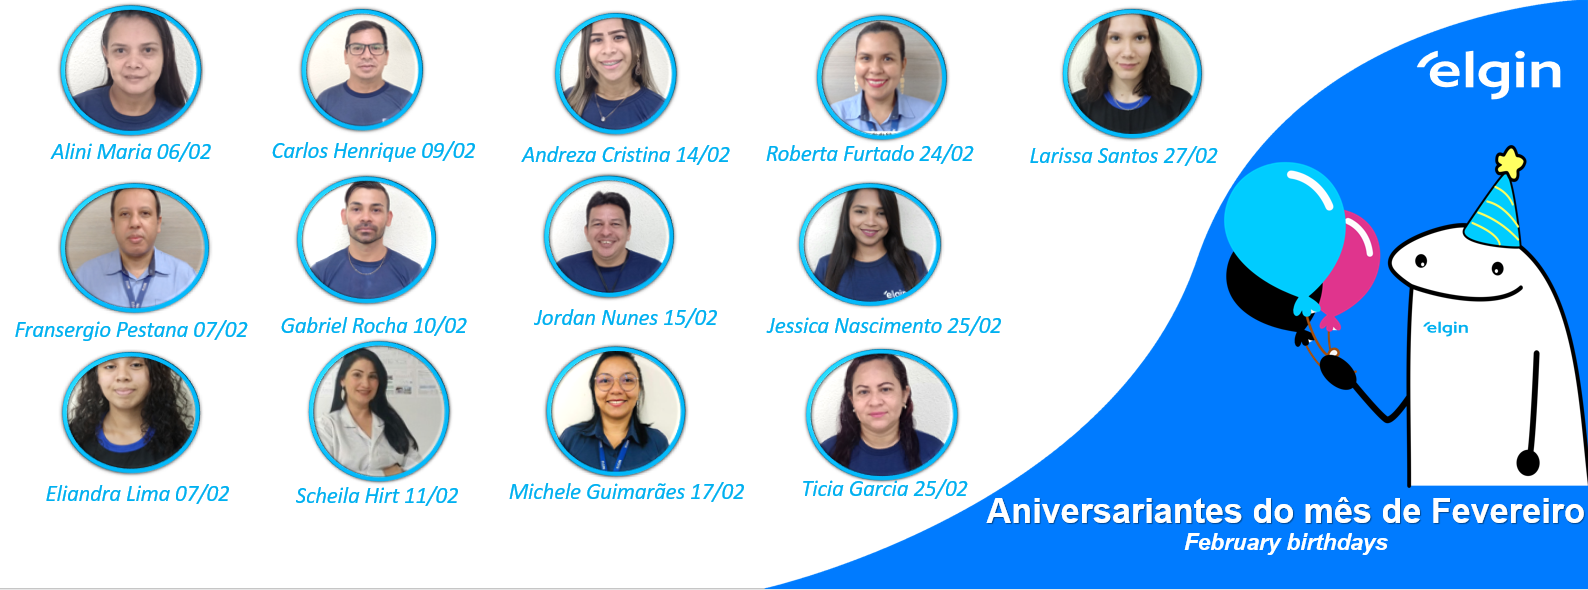 elgin
Alini Maria 06/02
Carlos Henrique 09/02
Andreza Cristina 14/02
Roberta Furtado 24/02
Larissa Santos 27/02
elgin
Fransergio Pestana 07/02
Gabriel Rocha 10/02
Jordan Nunes 15/02
Jessica Nascimento 25/02
elgin
Eliandra Lima 07/02
Scheila Hirt 11/02
Michele Guimarães 17/02
Ticia Garcia 25/02
Aniversariantes do mês de Fevereiro
February birthdays